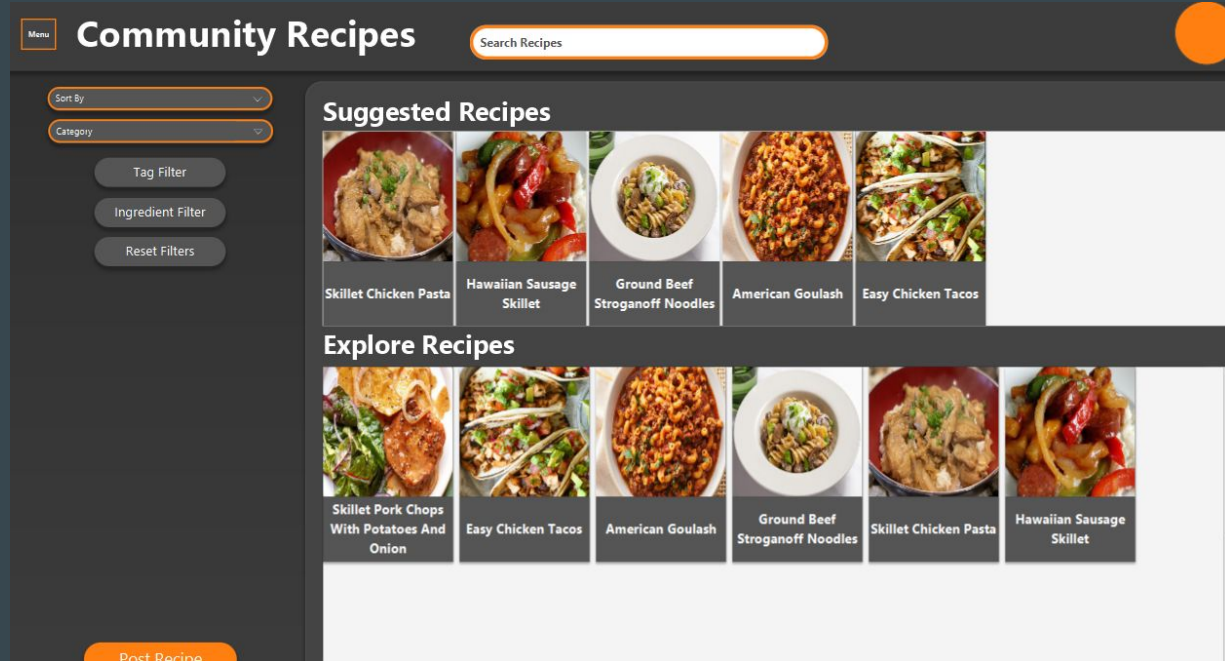 Menu
Community Recipes
Search Recipes
Sort By
Category
Tag Filter
Ingredient Filter
Reset Filters
Post Recipe
Suggested Recipes
Skillet Chicken Pasta
Hawaiian Sausage
Skillet
Ground Beef
Stroganoff Noodles
American Goulash
Easy Chicken Tacos
Explore Recipes
Skillet Pork Chops
With Potatoes And
Onion
Easy Chicken Tacos
American Goulash
Ground Beef
Stroganoff Noodles
Skillet Chicken Pasta
Hawaiian Sausage
Skillet